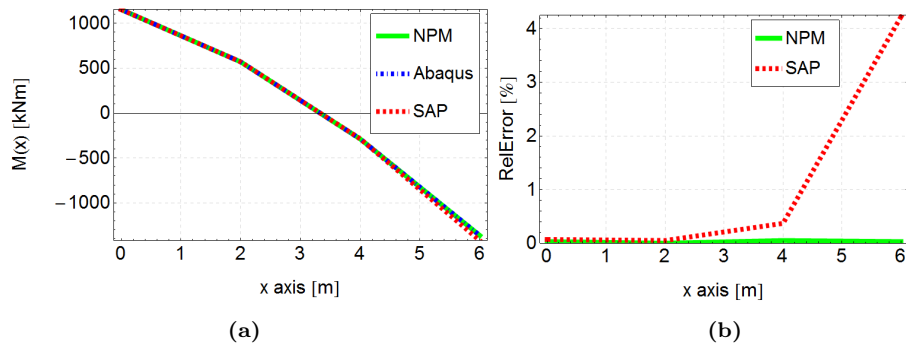 M(x) [kNm]
1000
500
0
−500
−1000
NPM
Abaqus
SAP
0 1 2 3 4 5 6
x axis [m]
(a)
RelError [%]
4
3
2
1
0
NPM
SAP
0 1 2 3 4 5 6
x axis [m]
(b)